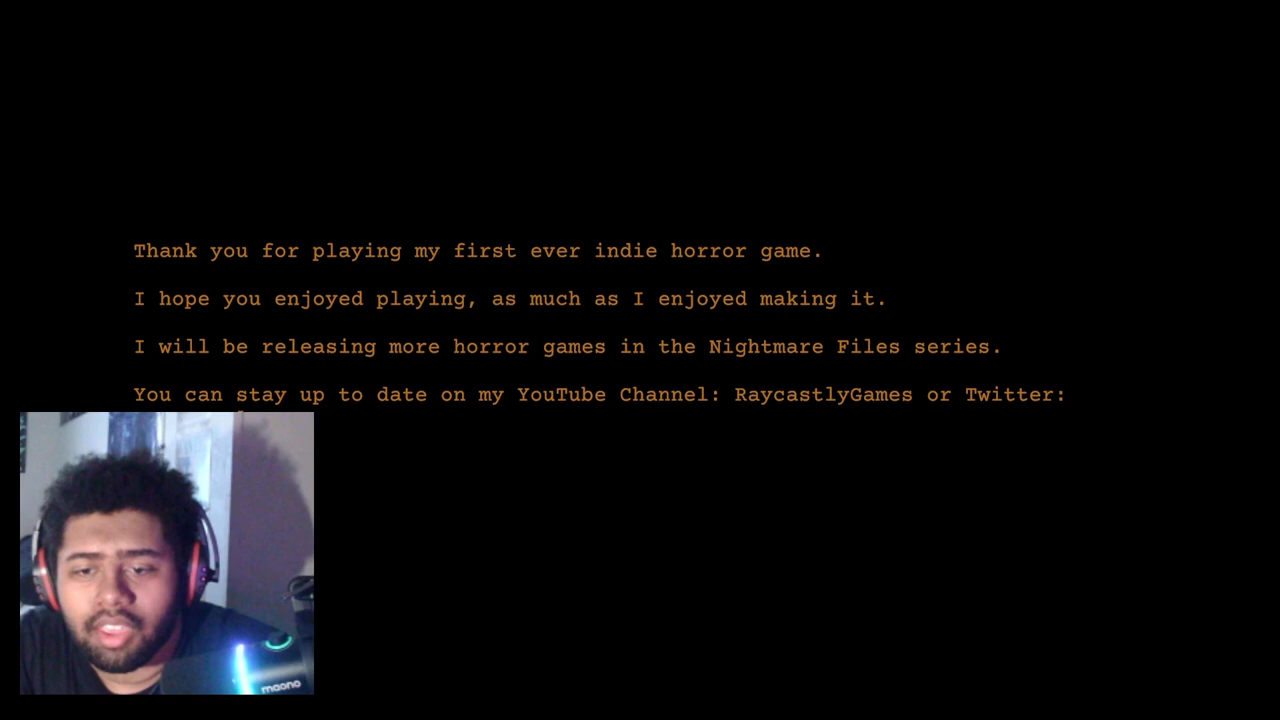 Thank you for playing my first ever indie horror game.
I hope you enjoyed playing, as much as I enjoyed making it.
I will be releasing more horror games in the Nightmare Files series.
You can stay up to date on my YouTube Channel: RaycastlyGames or Twitter:
maono